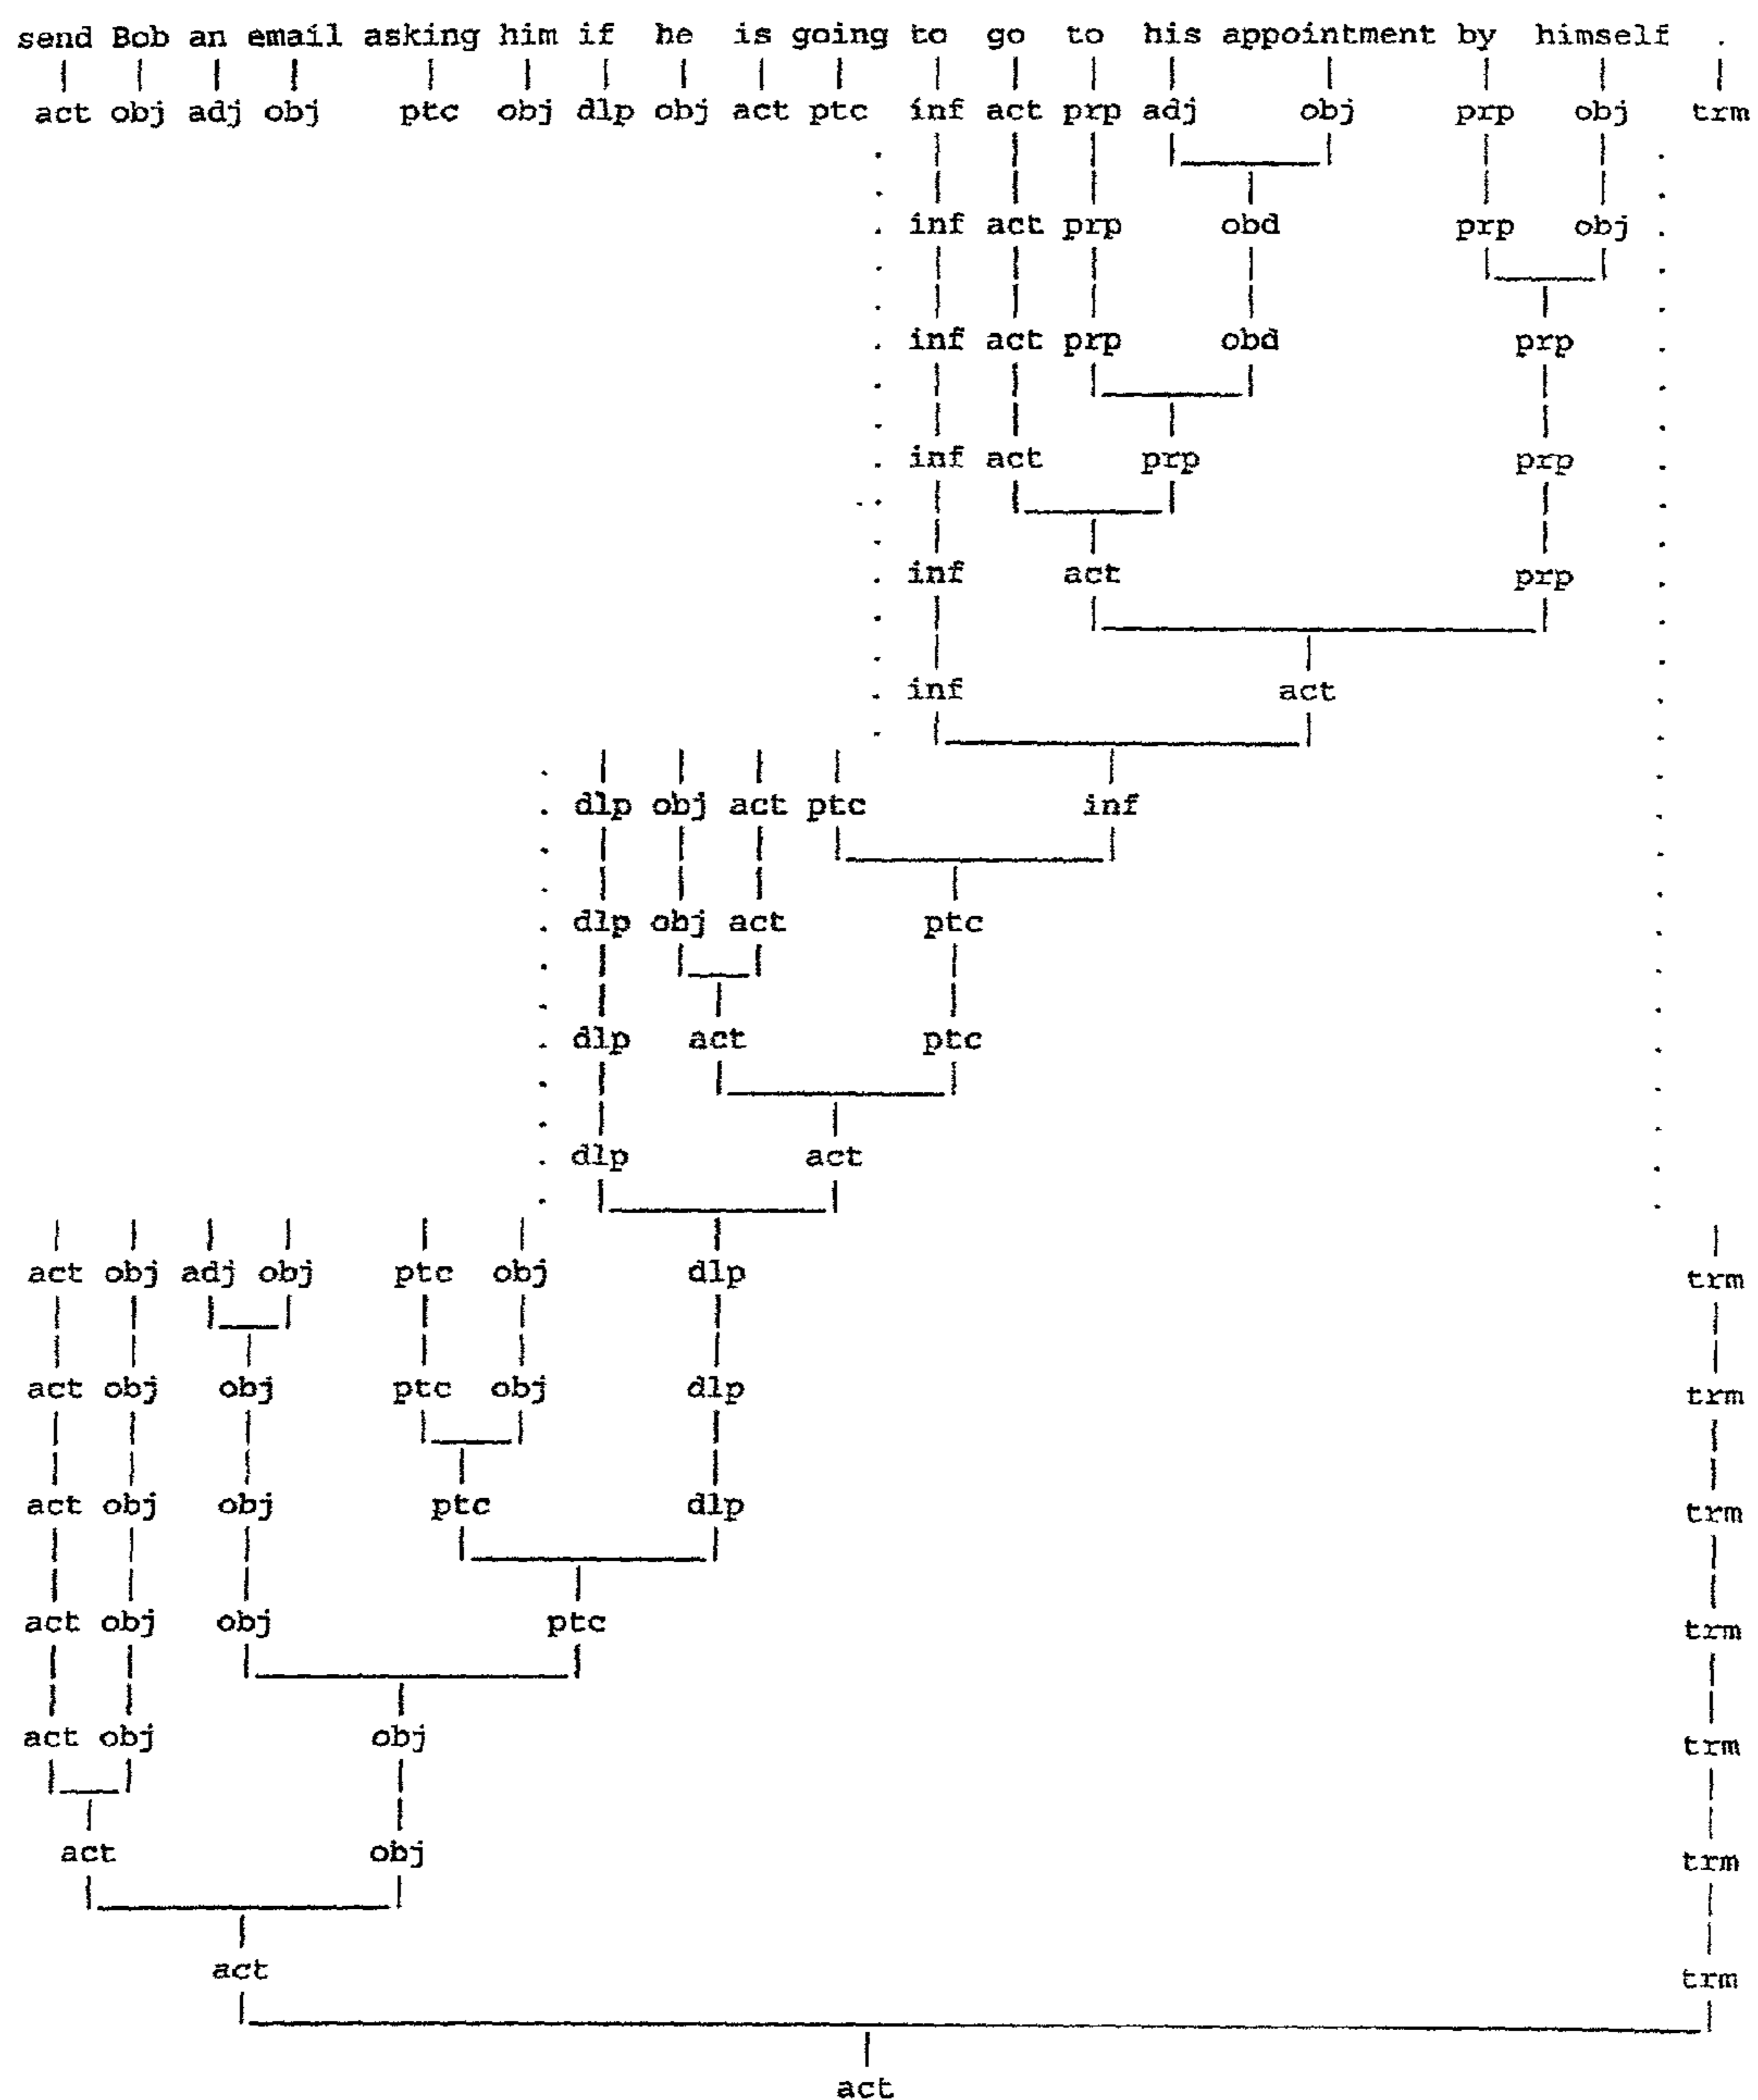 send Bob an email asking him if he is going to go to his appointment by himself .
act obj adj obj ptc obj dlp obj act ptc inf act prp adj obj prp obj trm
inf act prp obd prp obj
inf act prp obd prp
inf act prp prp
inf act prp
inf act
dlp obj act ptc inf
dlp obj act ptc
dlp act ptc
dlp act
act obj adj obj ptc obj dlp trm
act obj obj ptc obj dlp trm
act obj obj ptc dlp trm
act obj obj ptc trm
act obj obj trm
act obj trm
act trm
act